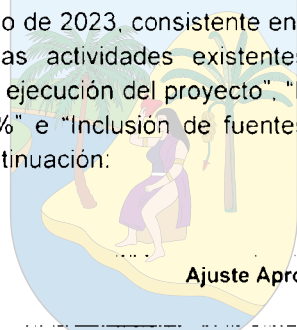 o de 2023, consistente en
as actividades existentes
ejecución del proyecto", "
%" e "Inclusión de fuentes
tinuación:
Ajuste Apro